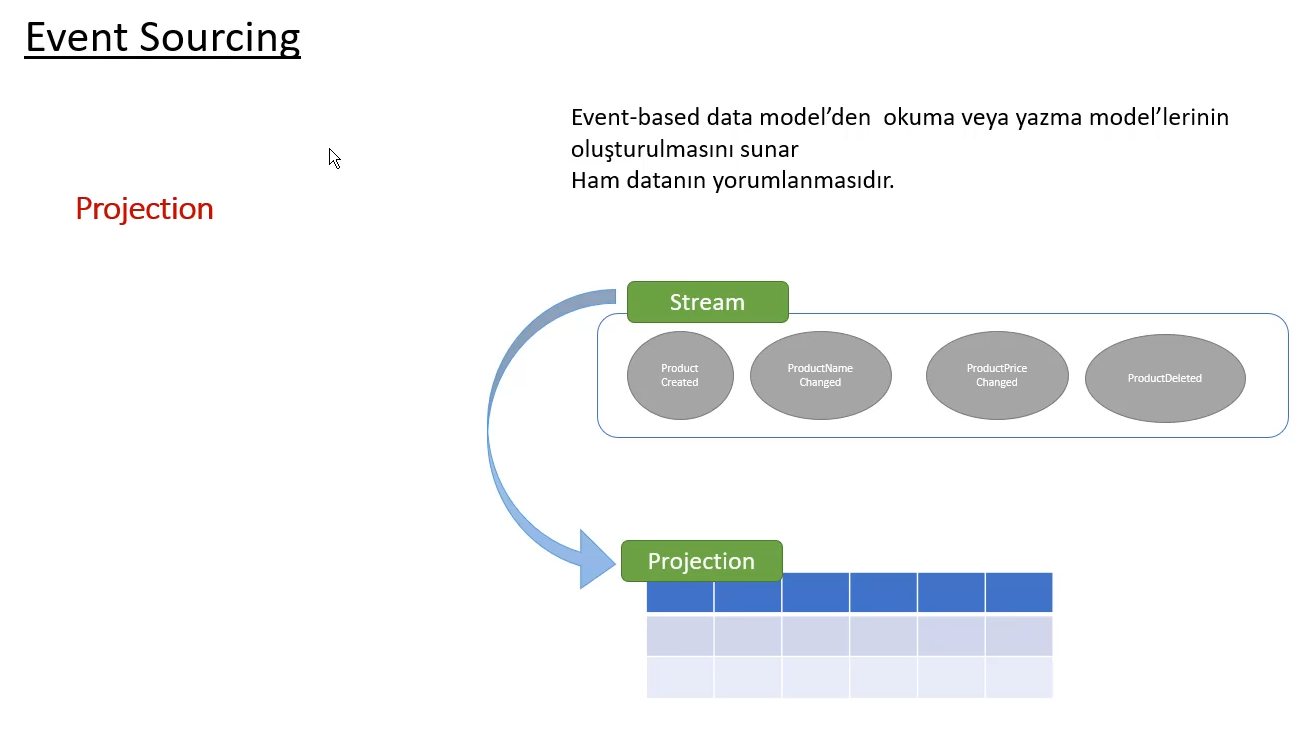 Event Sourcing
Event-based data model’den  okuma veya yazma model’lerinin
oluşturulmasını sunar
Ham datanın yorumlanmasıdır.
Projection
Stream
Product
Created
ProductName
Changed
ProductPrice
Changed
ProductDeleted
Projection